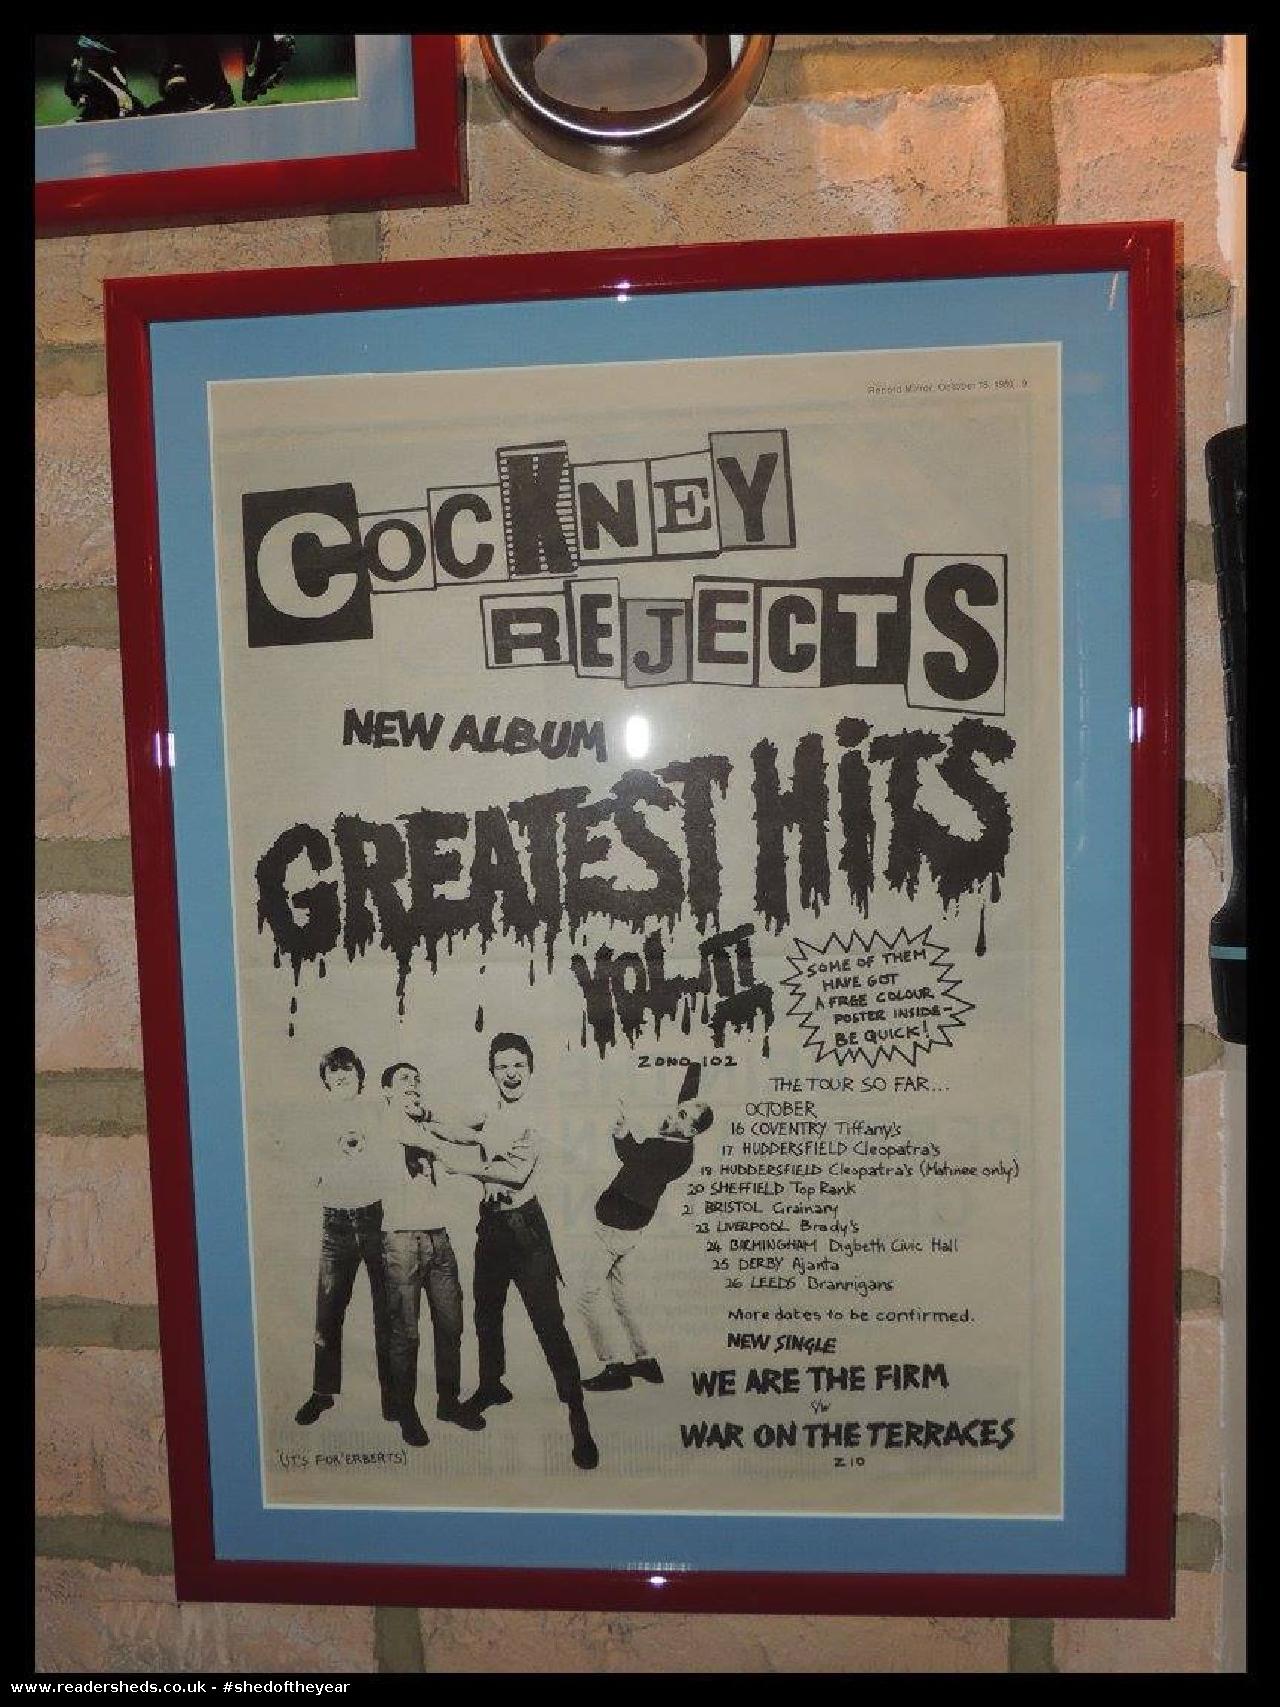 Record Mirror, October 18, 1980 9
COCKNEY
REJECTS
NEW ALBUM
GREATEST HiTS
VOL II
SOME OF THEM
HAVE GOT
A FREE COLOUR
POSTER INSIDE-
BE QUICK!
ZONO 102
THE TOUR SO FAR...
OCTOBER
16 COVENTRY Tiffany's
17 HUDDERSFIELD Cleopatra's
18 HUDDERSFIELD Cleopatra's (Matinee only)
20 SHEFFIELD Top Rank
21 BRISTOL Grainary
23 LIVERPOOL Brady's
24 BIRMINGHAM Digbeth Civic Hall
25 DERBY Ajanta
26 LEEDS Brannigans
More dates to be confirmed.
NEW SINGLE
WE ARE THE FIRM
c/w
WAR ON THE TERRACES
Z10
(IT'S FOR 'ERBERTS)
www.readersheds.co.uk - #shedoftheyear